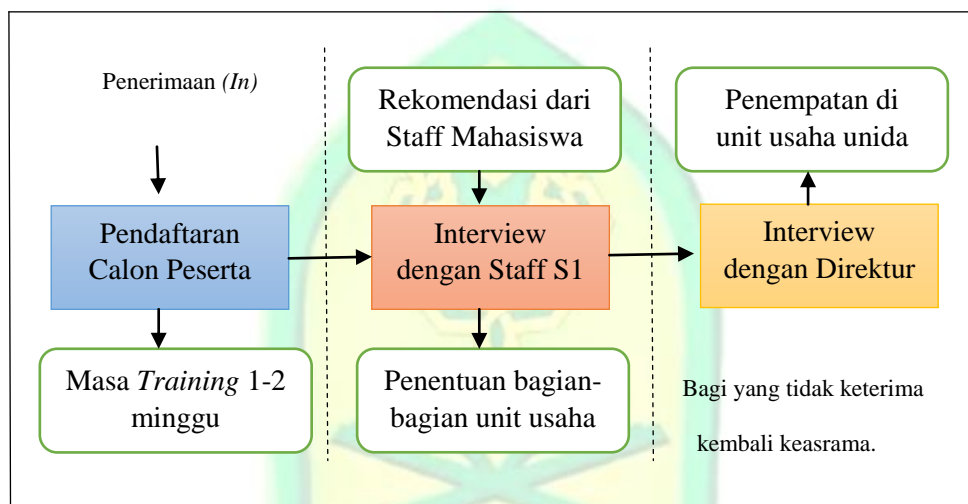 Penerimaan (In)
Pendaftaran
Calon Peserta
Masa Training 1-2
minggu
Rekomendasi dari
Staff Mahasiswa
Interview
dengan Staff S1
Penentuan bagian-
bagian unit usaha
Penempatan di
unit usaha unida
Interview
dengan Direktur
Bagi yang tidak keterima
kembali keasrama.